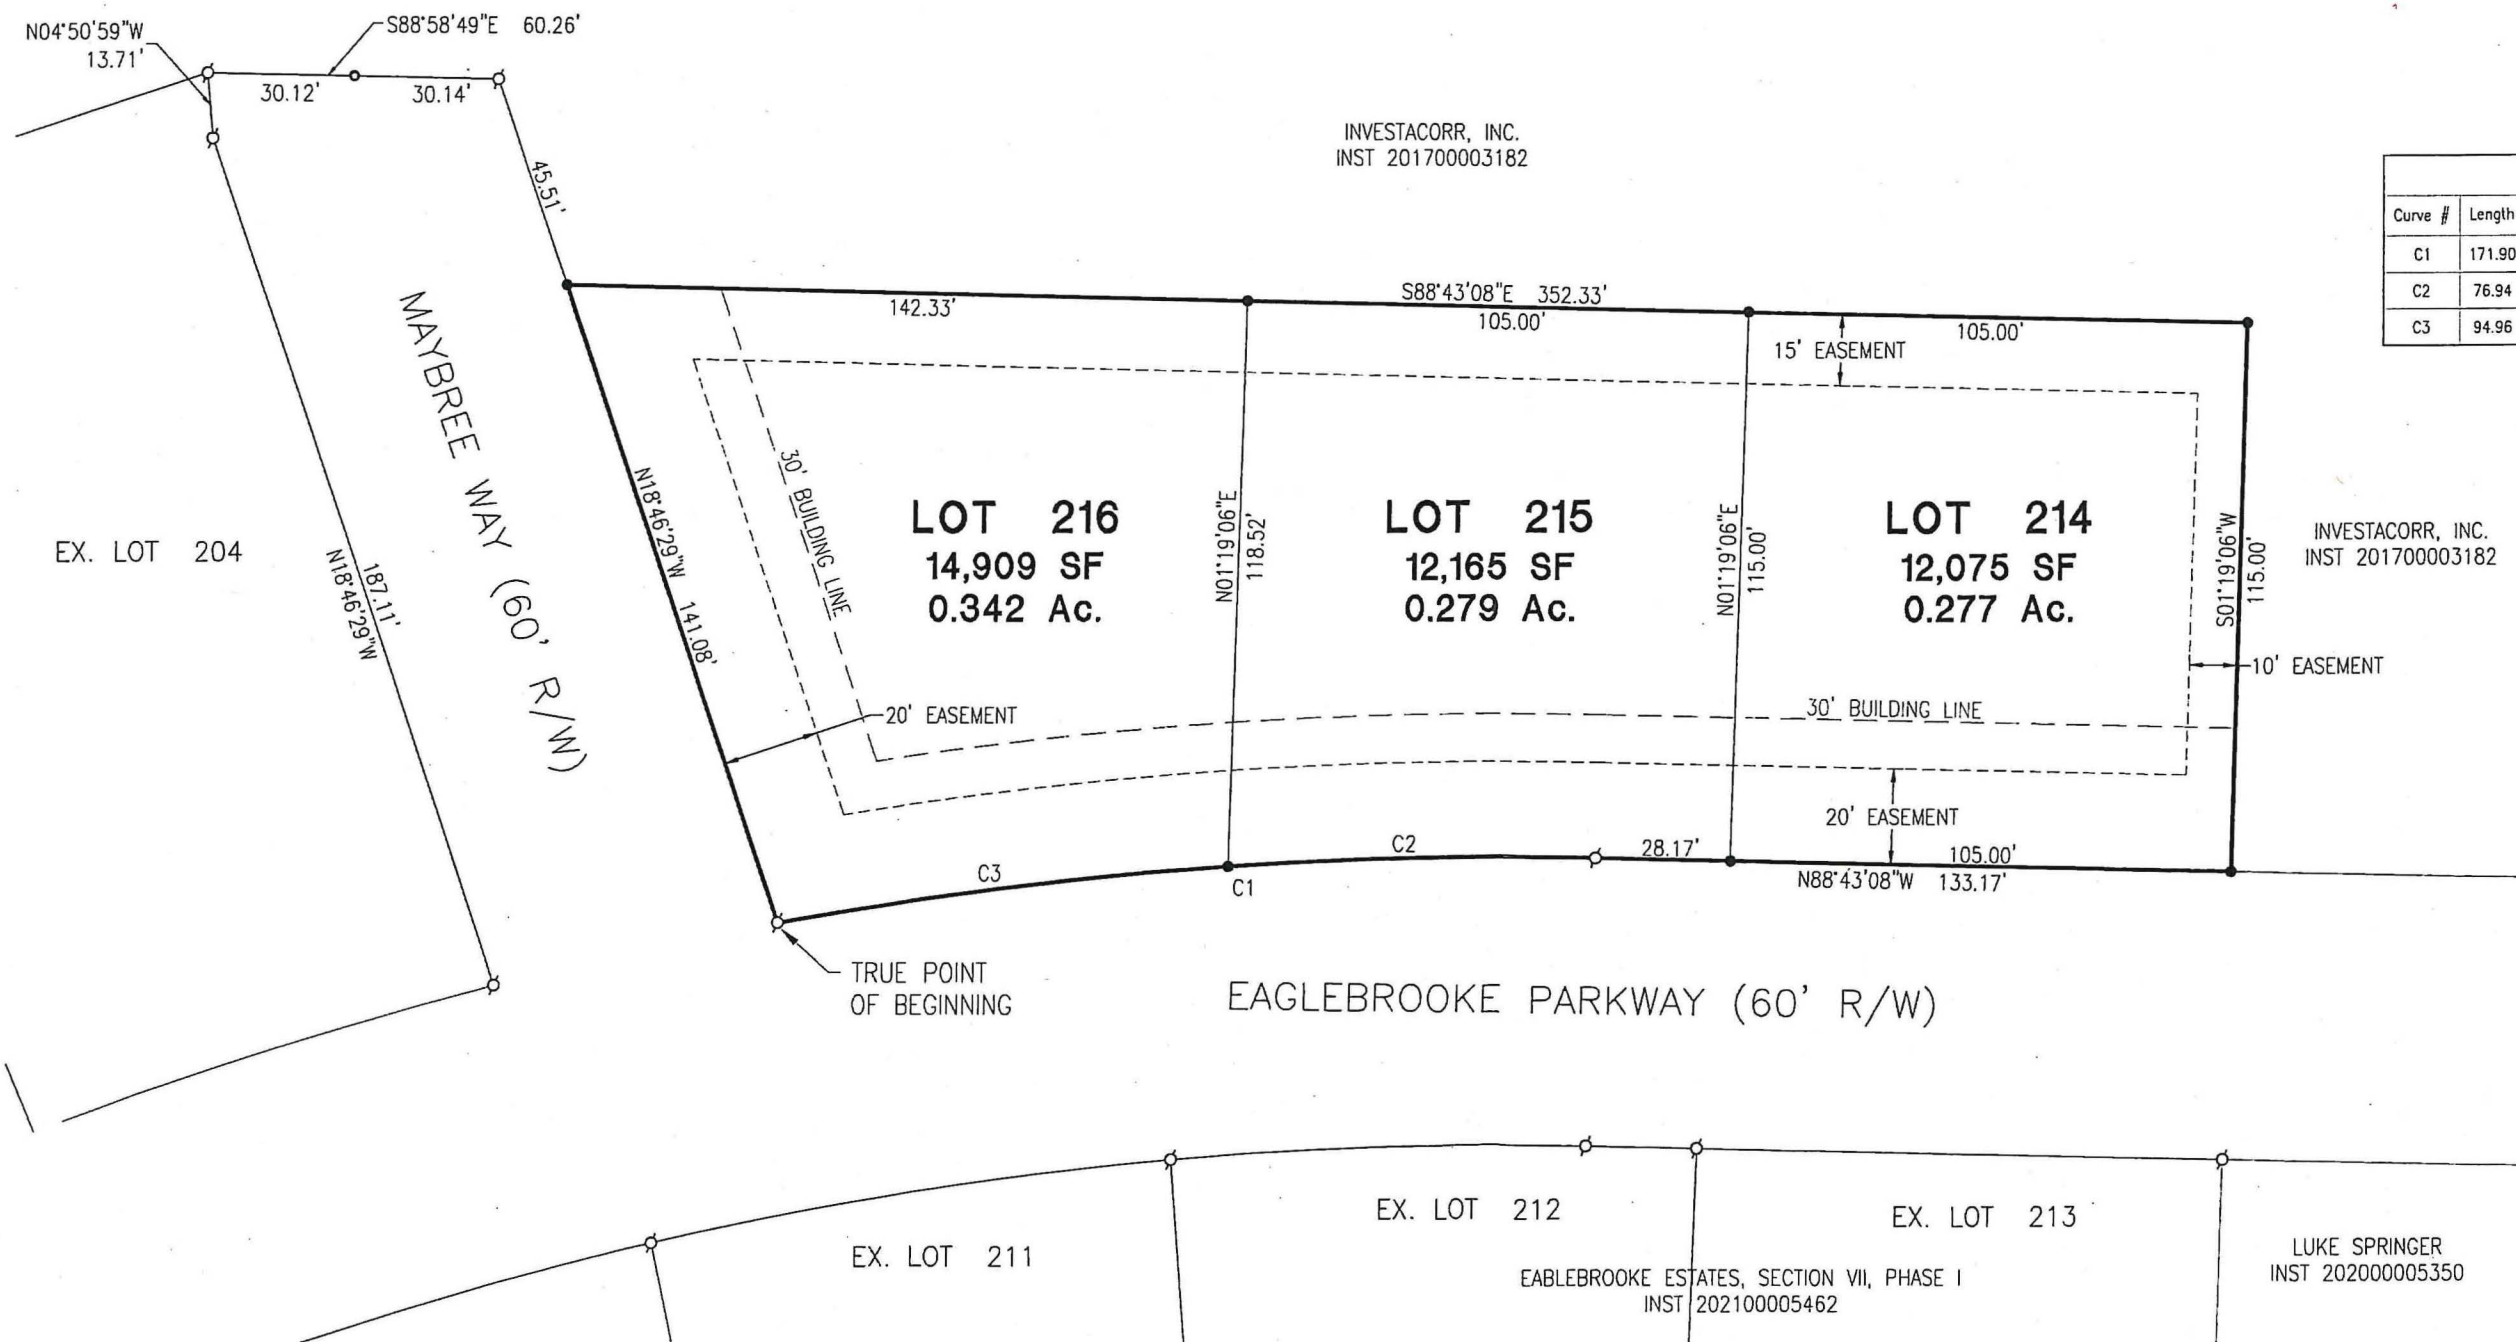 N04°50'59"W
13.71'
S88°58'49"E 60.26'
30.12'
30.14'
45.51'
INVESTACORR, INC.
INST 201700003182
Curve # Length
C1 171.90
C2 76.94
C3 94.96
142.33'
S88°43'08"E 352.33'
105.00'
105.00'
15' EASEMENT
MAYBREE WAY (60' R/W)
N18°46'29"W 141.08'
30' BUILDING LINE
EX. LOT 204
187.11'
N18°46'29"W
LOT 216
14,909 SF
0.342 Ac.
N01°19'06"E
118.52'
LOT 215
12,165 SF
0.279 Ac.
N01°19'06"E
115.00'
LOT 214
12,075 SF
0.277 Ac.
S01°19'06"W
115.00'
INVESTACORR, INC.
INST 201700003182
10' EASEMENT
20' EASEMENT
30' BUILDING LINE
20' EASEMENT
C3
C1
C2
28.17'
105.00'
N88°43'08"W 133.17'
TRUE POINT
OF BEGINNING
EAGLEBROOKE PARKWAY (60' R/W)
EX. LOT 211
EX. LOT 212
EX. LOT 213
EABLEBROOKE ESTATES, SECTION VII, PHASE I
INST 202100005462
LUKE SPRINGER
INST 202000005350